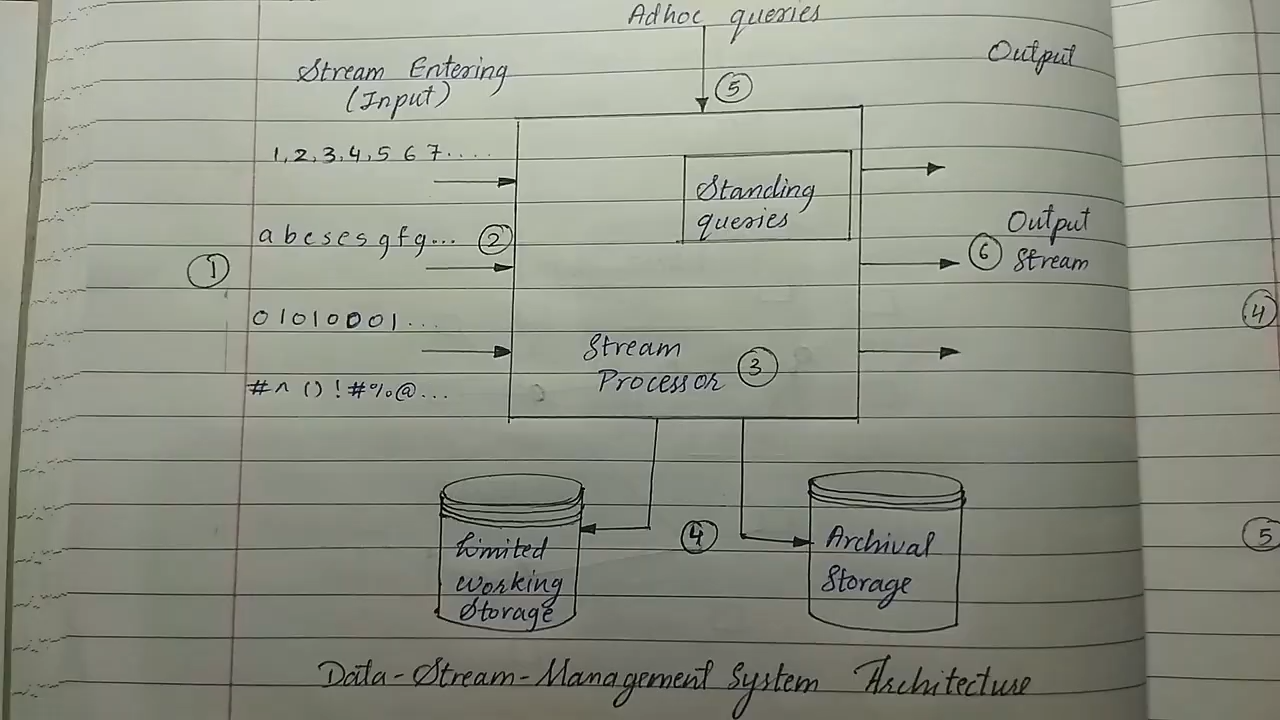 Adhoc queries
5
Output
Stream Entering
(Input)
1, 2, 3, 4, 5 6 7....
Standing
queries
a b c s e s g f g...
2
Output
Stream
6
1
4
0 1 0 1 0 0 0 1...
Stream
Processor
3
# ^ ( ) ! # % @...
Limited
working
Storage
4
Archival
Storage
5
Data-Stream-Management System Architecture